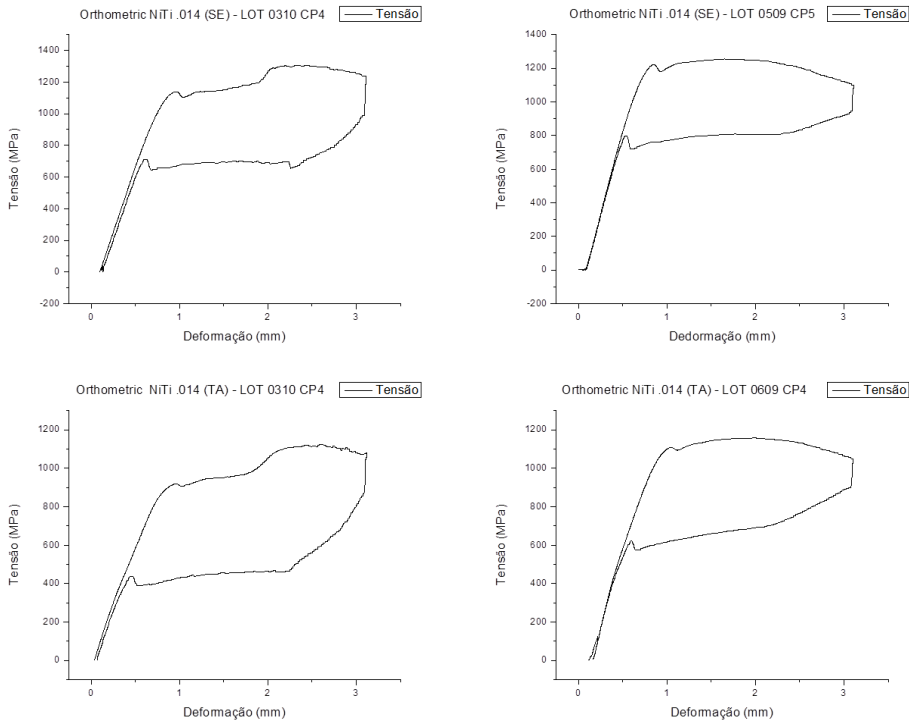 Orthometric NiTi .014 (SE) - LOT 0310 CP4
Tensão
1400
1200
1000
800
600
400
200
0
-200
Tensão (MPa)
0 1 2 3
Deformação (mm)
Orthometric NiTi .014 (SE) - LOT 0509 CP5
Tensão
1400
1200
1000
800
600
400
200
0
-200
Tensão (MPa)
0 1 2 3
Dedormação (mm)
Orthometric NiTi .014 (TA) - LOT 0310 CP4
Tensão
1200
1000
800
600
400
200
0
Tensão (MPa)
0 1 2 3
Deformação (mm)
Orthometric NiTi .014 (TA) - LOT 0609 CP4
Tensão
1200
1000
800
600
400
200
0
Tensão (MPa)
0 1 2 3
Deformação (mm)